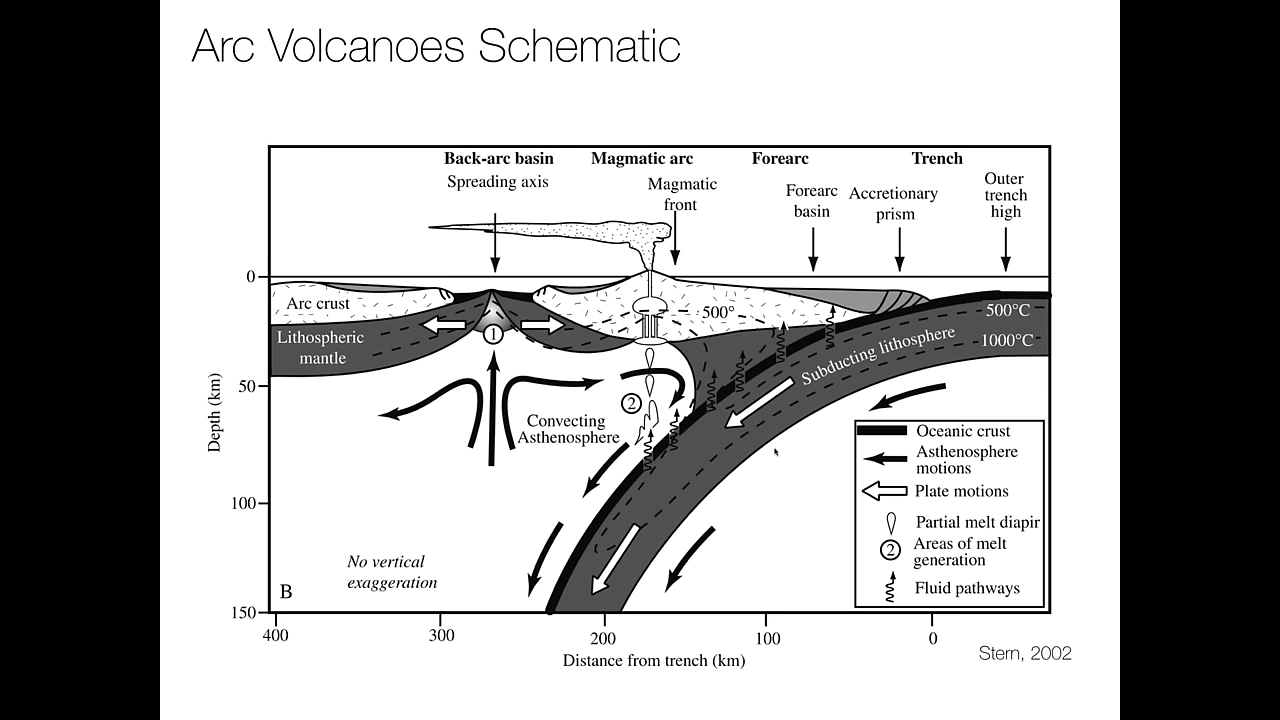 Arc Volcanoes Schematic
Back-arc basin
Magmatic arc
Forearc
Trench
Spreading axis
Magmatic
front
Forearc
basin
Accretionary
prism
Outer
trench
high
0
50
100
150
Depth (km)
Arc crust
Lithospheric
mantle
1
500°
500°C
1000°C
Subducting lithosphere
2
Convecting
Asthenosphere
No vertical
exaggeration
B
Oceanic crust
Asthenosphere
motions
Plate motions
Partial melt diapir
2
Areas of melt
generation
Fluid pathways
400
300
200
100
0
Distance from trench (km)
Stern, 2002